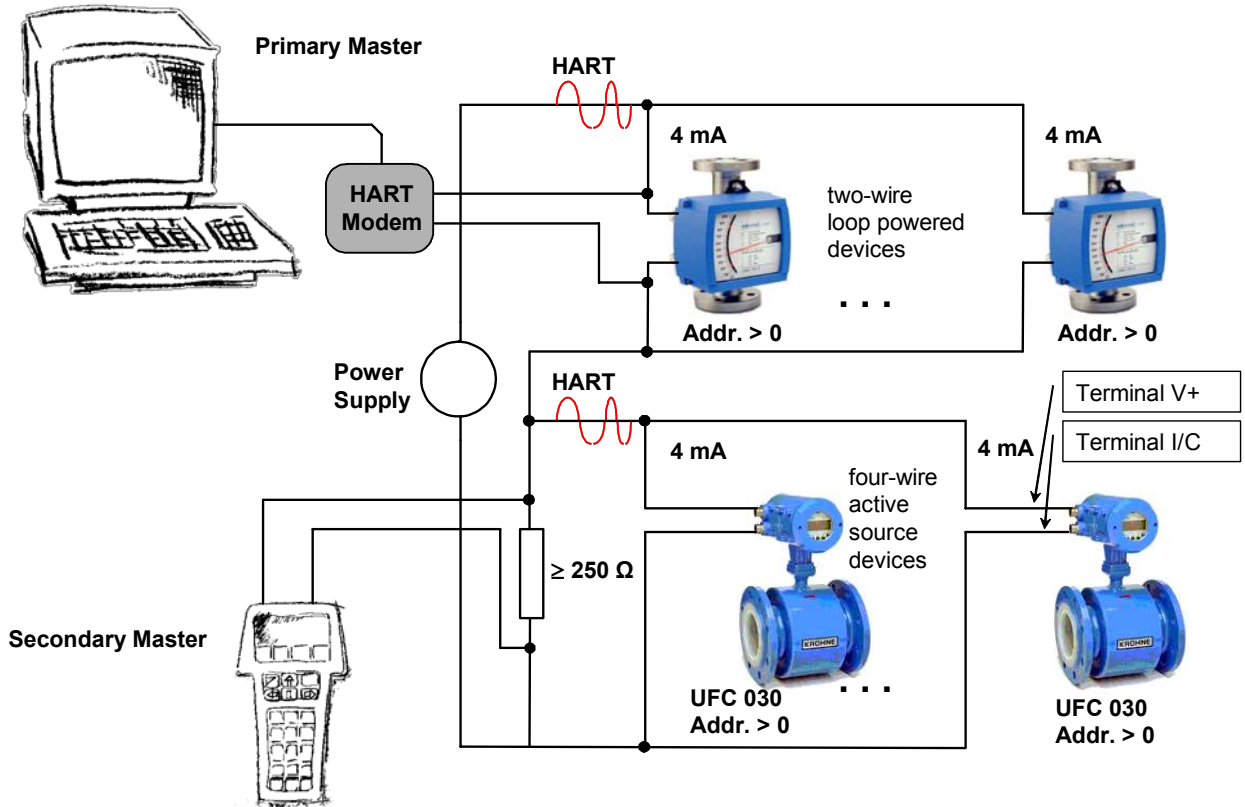 Primary Master
HART
4 mA
4 mA
HART
Modem
two-wire
loop powered
devices
. . .
Addr. > 0
Addr. > 0
Power
Supply
HART
Terminal V+
Terminal I/C
4 mA
4 mA
four-wire
active
source
devices
≥ 250 Ω
Secondary Master
KROHNE
KROHNE
. . .
UFC 030
Addr. > 0
UFC 030
Addr. > 0